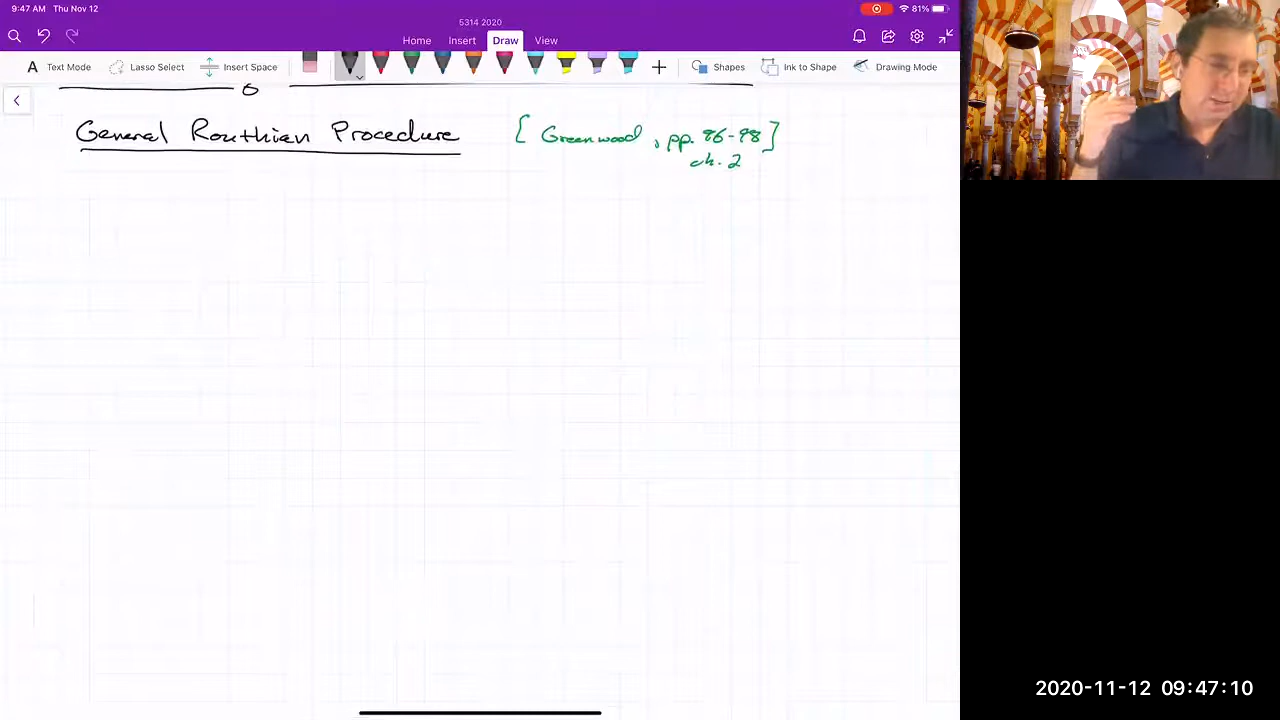 9:47 AM Thu Nov 12
81%
5314 2020
Home Insert Draw View
Text Mode Lasso Select Insert Space Shapes Ink to Shape Drawing Mode
General Routhian Procedure [Greenwood, pp. 96-98]
ch. 2
2020-11-12 09:47:10